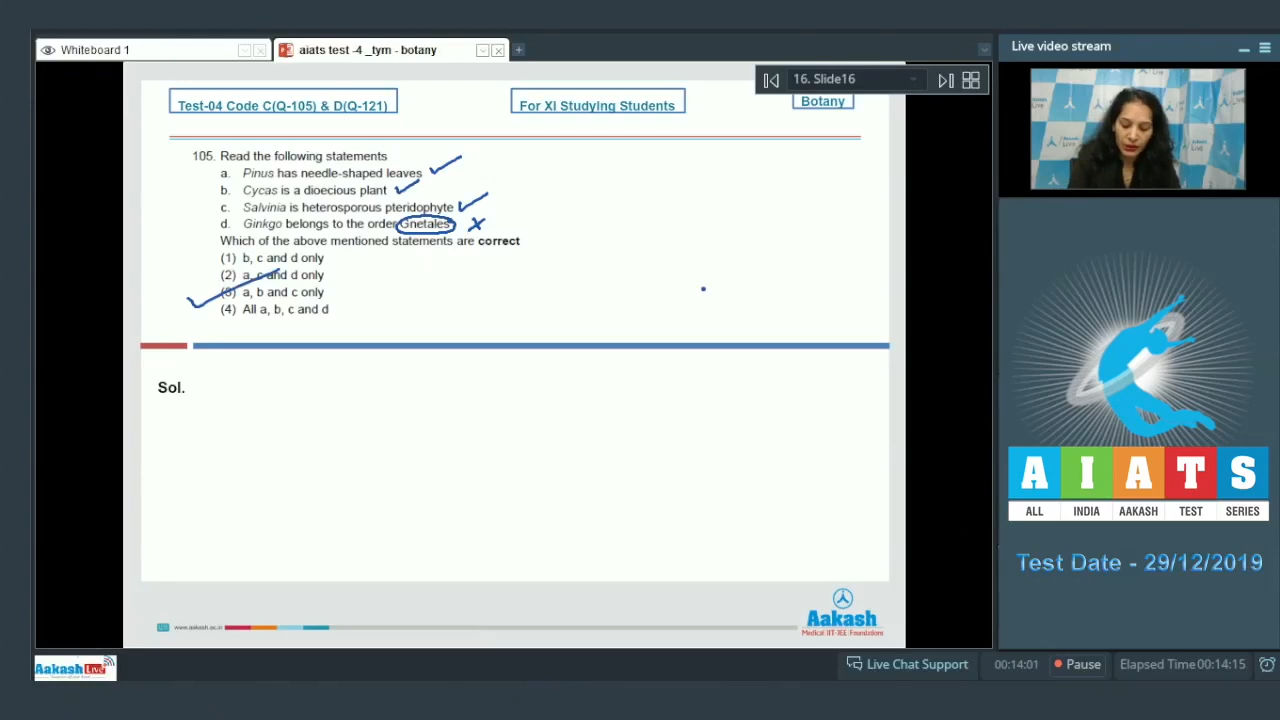 Whiteboard 1
aiats test -4 _tym - botany
Live video stream
16. Slide16
Test-04 Code C(Q-105) & D(Q-121)
For XI Studying Students
Botany
105. Read the following statements
a. Pinus has needle-shaped leaves
b. Cycas is a dioecious plant
c. Salvinia is heterosporous pteridophyte
d. Ginkgo belongs to the order Gnetales
Which of the above mentioned statements are correct
(1) b, c and d only
(2) a, c and d only
(3) a, b and c only
(4) All a, b, c and d
Sol.
AIATS
ALL INDIA AAKASH TEST SERIES
Test Date - 29/12/2019
www.aakash.ac.in
Aakash
Medical IIT-JEE Foundations
Aakash Live
Live Chat Support
00:14:01
Pause
Elapsed Time 00:14:15